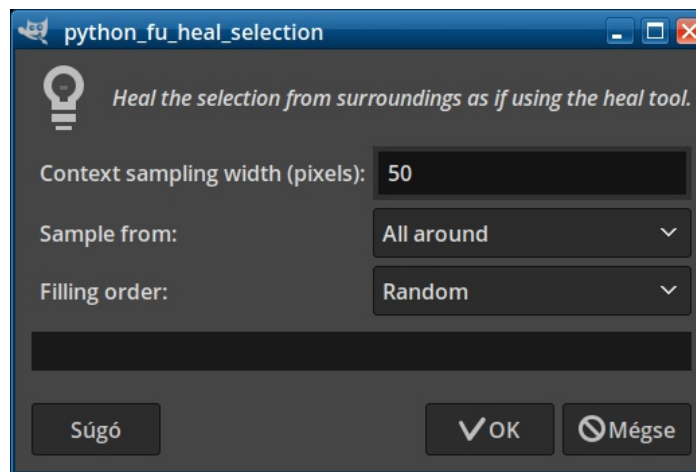 python_fu_heal_selection
Heal the selection from surroundings as if using the heal tool.
Context sampling width (pixels): 50
Sample from: All around
Filling order: Random
Súgó OK Mégse